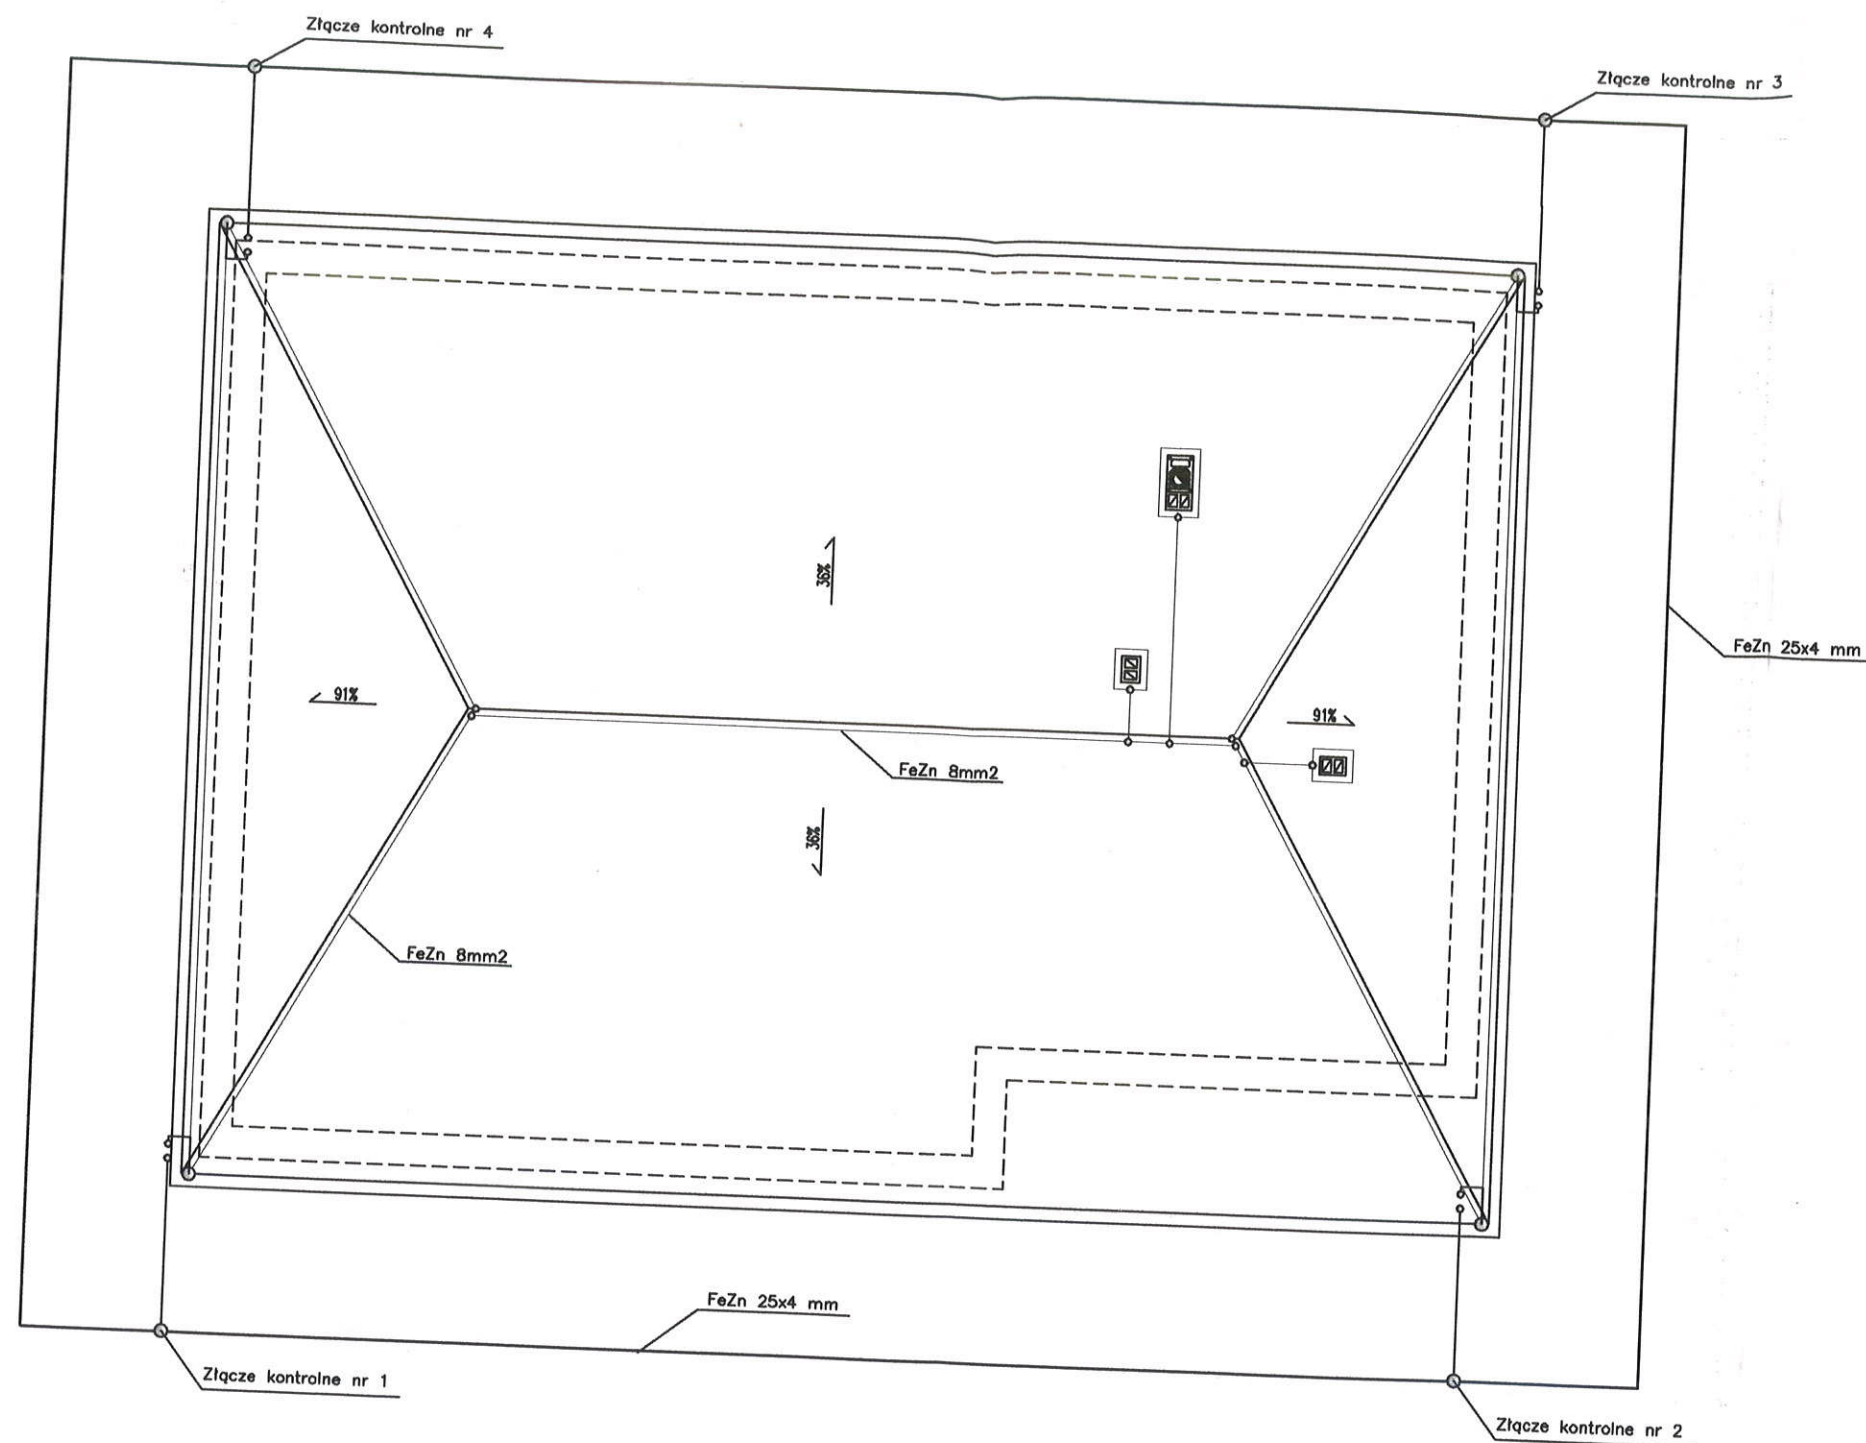 Złącze kontrolne nr 4
Złącze kontrolne nr 3
36%
FeZn 25x4 mm
91%
91%
FeZn 8mm2
36%
FeZn 8mm2
FeZn 25x4 mm
Złącze kontrolne nr 1
Złącze kontrolne nr 2